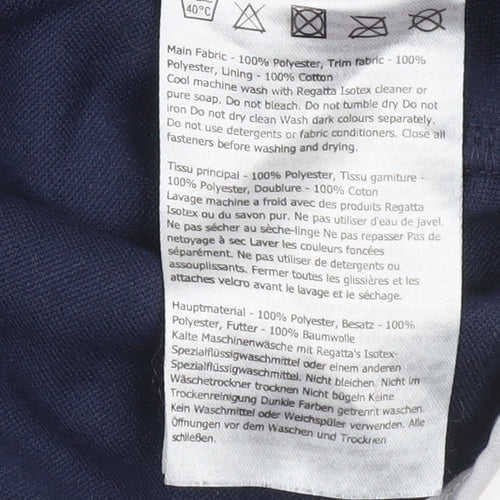 40°C
Main Fabric - 100% Polyester, Trim fabric - 100%
Polyester, Lining - 100% Cotton
Cool machine wash with Regatta Isotex cleaner or
pure soap. Do not bleach. Do not tumble dry Do not
iron Do not dry clean Wash dark colours separately.
Do not use detergents or fabric conditioners. Close all
fasteners before washing and drying.
Tissu principal - 100% Polyester, Tissu garniture -
100% Polyester, Doublure - 100% Coton
Lavage machine a froid avec des produits Regatta
Isotex ou du savon pur. Ne pas utiliser d'eau de javel.
Ne pas sécher au sèche-linge Ne pas repasser Pas de
netoyage à sec Laver les couleurs foncées
séparément. Ne pas utiliser de detergents ou
assouplissants. Fermer toutes les glissières et les
attaches velcro avant le lavage et le séchage.
Hauptmaterial - 100% Polyester, Besatz - 100%
Polyester, Futter - 100% Baumwolle
Kalte Maschinenwäsche mit Regatta's Isotex-
Spezialflüssigwaschmittel oder einem anderen
Spezialflüssigwaschmittel. Nicht bleichen. Nicht im
Wäschetrockner trocknen Nicht bügeln Keine
Trockenreinigung Dunkle Farben getrennt waschen.
Kein Waschmittel oder Weichspüler verwenden. Alle
Öffnungen vor dem Waschen und Trocknen
schließen.